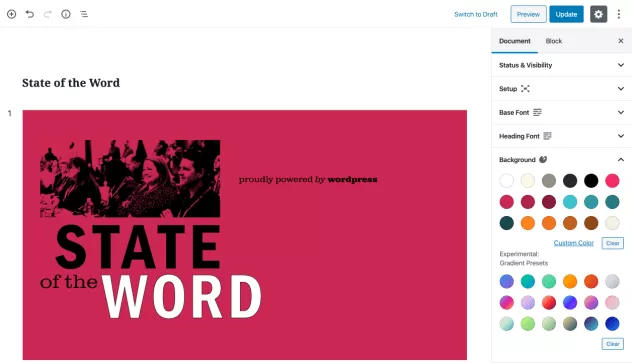 Switch to Draft
Preview
Update
Document
Block
State of the Word
Status & Visibility
Setup
Base Font
Heading Font
Background
1
proudly powered by wordpress
STATE
of the WORD
Custom Color
Clear
Experimental:
Gradient Presets
Clear